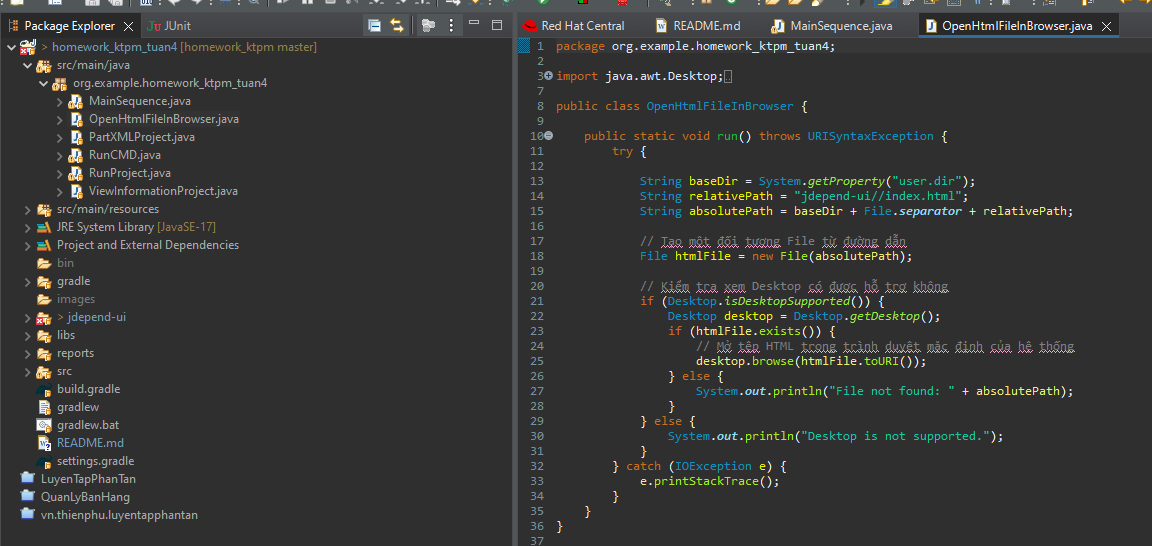 Package Explorer
JUnit
> homework_ktpm_tuan4 [homework_ktpm master]
src/main/java
org.example.homework_ktpm_tuan4
MainSequence.java
OpenHtmlFileInBrowser.java
PartXMLProject.java
RunCMD.java
RunProject.java
ViewInformationProject.java
src/main/resources
JRE System Library [JavaSE-17]
Project and External Dependencies
bin
gradle
images
> jdepend-ui
libs
reports
src
build.gradle
gradlew
gradlew.bat
README.md
settings.gradle
LuyenTapPhanTan
QuanLyBanHang
vn.thienphu.luyentapphantan
Red Hat Central
README.md
MainSequence.java
OpenHtmlFileInBrowser.java
1 package org.example.homework_ktpm_tuan4;
2
3 import java.awt.Desktop;
7
8 public class OpenHtmlFileInBrowser {
9
10 public static void run() throws URISyntaxException {
11 try {
12
13 String baseDir = System.getProperty("user.dir");
14 String relativePath = "jdepend-ui//index.html";
15 String absolutePath = baseDir + File.separator + relativePath;
16
17 // Tạo một đối tượng File từ đường dẫn
18 File htmlFile = new File(absolutePath);
19
20 // Kiểm tra xem Desktop có được hỗ trợ không
21 if (Desktop.isDesktopSupported()) {
22 Desktop desktop = Desktop.getDesktop();
23 if (htmlFile.exists()) {
24 // Mở tệp HTML trong trình duyệt mặc định của hệ thống
25 desktop.browse(htmlFile.toURI());
26 } else {
27 System.out.println("File not found: " + absolutePath);
28 }
29 } else {
30 System.out.println("Desktop is not supported.");
31 }
32 } catch (IOException e) {
33 e.printStackTrace();
34 }
35 }
36 }
37